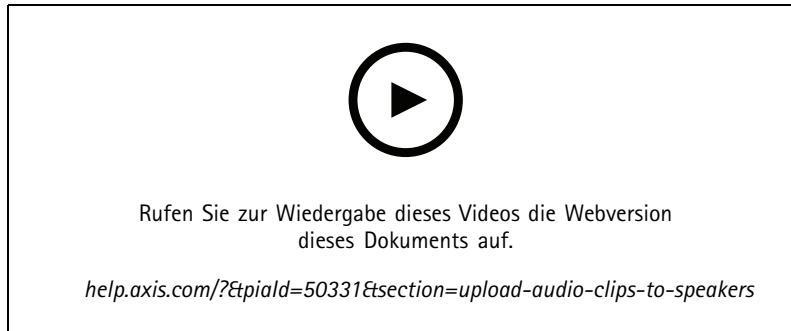 Rufen Sie zur Wiedergabe dieses Videos die Webversion
dieses Dokuments auf.
help.axis.com/?&piaId=50331&section=upload-audio-clips-to-speakers